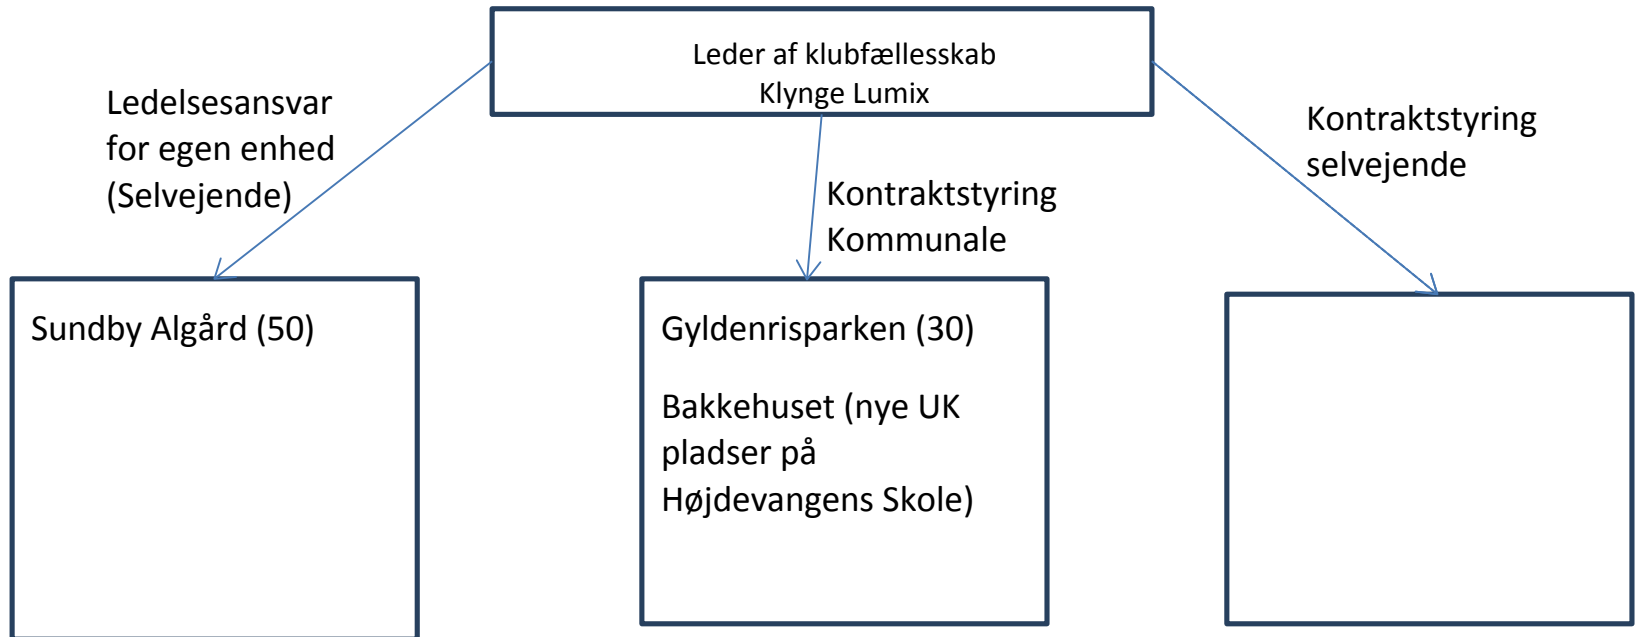 Leder af klubfællesskab
Klynge Lumix
Ledelsesansvar
for egen enhed
(Selvejende)
Kontraktstyring
Kommunale
Kontraktstyring
selvejende
Sundby Algård (50)
Gyldenrisparken (30)
Bakkehuset (nye UK
pladser på
Højdevangens Skole)